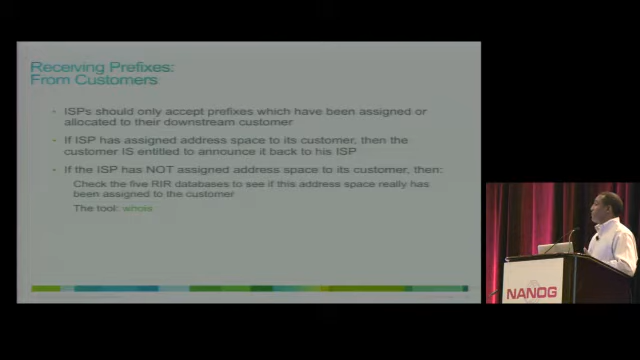 Receiving Prefixes:
From Customers
• ISPs should only accept prefixes which have been assigned or
allocated to their downstream customer
• If ISP has assigned address space to its customer, then the
customer IS entitled to announce it back to his ISP
• If the ISP has NOT assigned address space to its customer, then:
Check the five RIR databases to see if this address space really has
been assigned to the customer
The tool: whois
NANOG